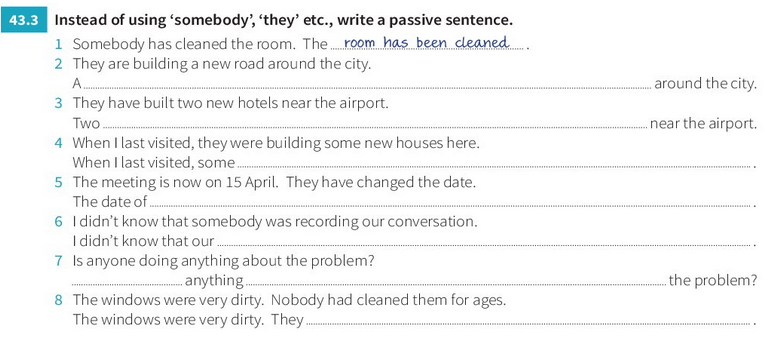 43.3 Instead of using ‘somebody’, ‘they’ etc., write a passive sentence.
1 Somebody has cleaned the room. The room has been cleaned .
2 They are building a new road around the city.
A around the city.
3 They have built two new hotels near the airport.
Two near the airport.
4 When I last visited, they were building some new houses here.
When I last visited, some .
5 The meeting is now on 15 April. They have changed the date.
The date of .
6 I didn’t know that somebody was recording our conversation.
I didn’t know that our .
7 Is anyone doing anything about the problem?
anything the problem?
8 The windows were very dirty. Nobody had cleaned them for ages.
The windows were very dirty. They .